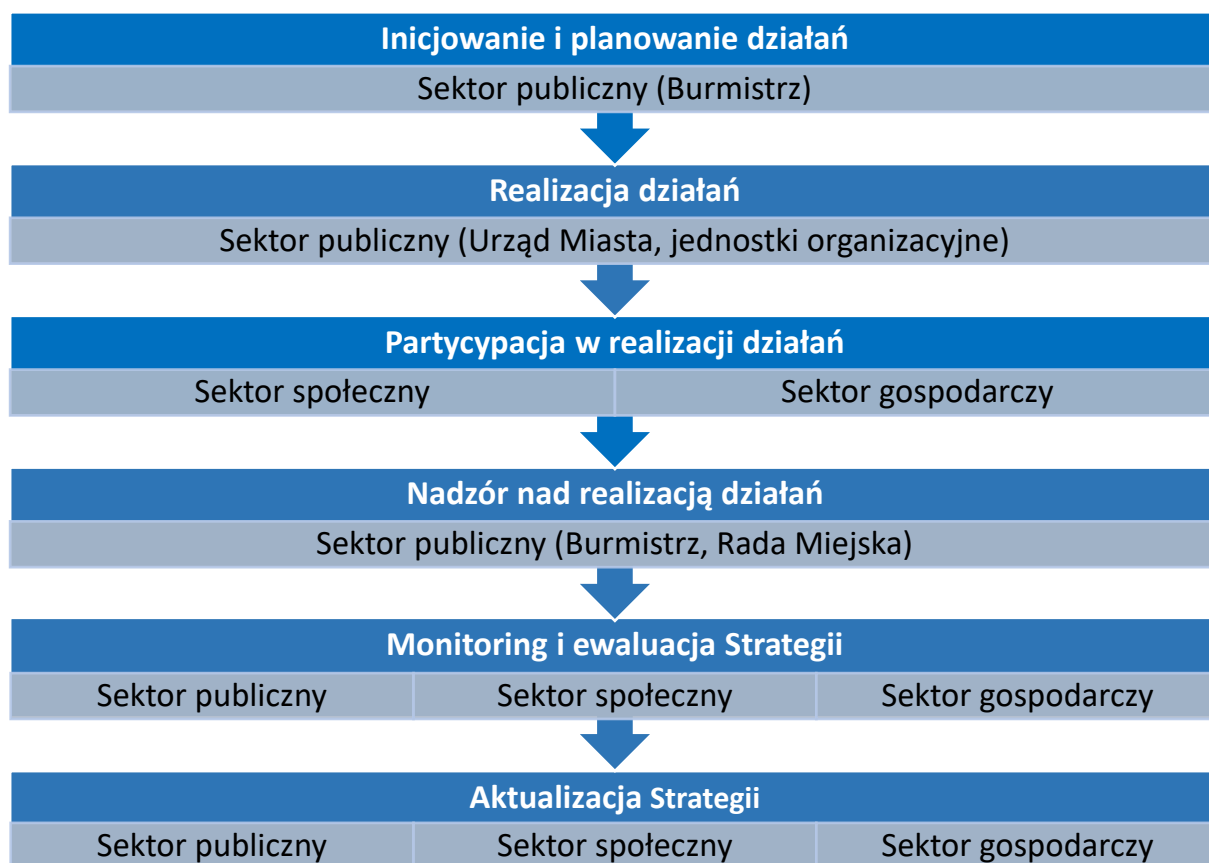 Inicjowanie i planowanie działań
Sektor publiczny (Burmistrz)
Realizacja działań
Sektor publiczny (Urząd Miasta, jednostki organizacyjne)
Partycypacja w realizacji działań
Sektor społeczny Sektor gospodarczy
Nadzór nad realizacją działań
Sektor publiczny (Burmistrz, Rada Miejska)
Monitoring i ewaluacja Strategii
Sektor publiczny Sektor społeczny Sektor gospodarczy
Aktualizacja Strategii
Sektor publiczny Sektor społeczny Sektor gospodarczy